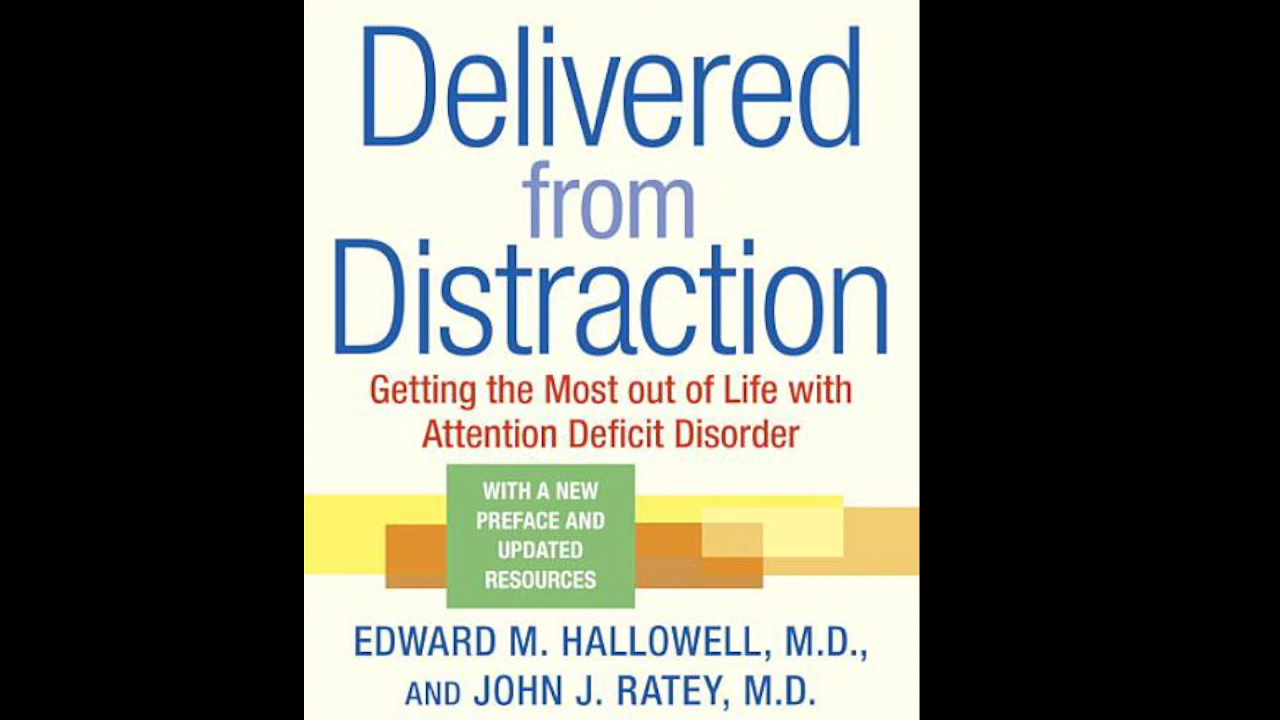 Delivered
from
Distraction
Getting the Most out of Life with
Attention Deficit Disorder
WITH A NEW
PREFACE AND
UPDATED
RESOURCES
EDWARD M. HALLOWELL, M.D.,
AND JOHN J. RATEY, M.D.